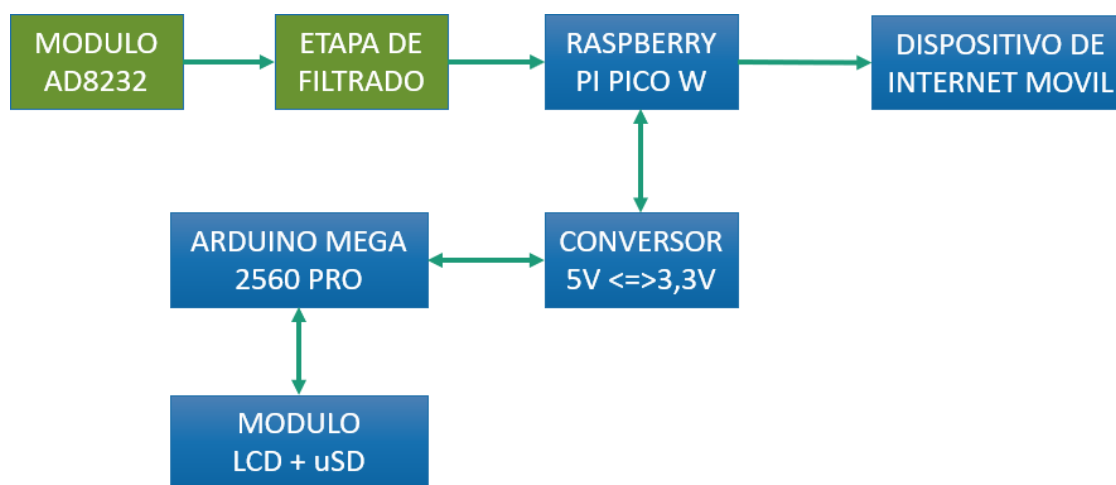 MODULO
AD8232
ETAPA DE
FILTRADO
RASPBERRY
PI PICO W
DISPOSITIVO DE
INTERNET MOVIL
ARDUINO MEGA
2560 PRO
CONVERSOR
5V <=>3,3V
MODULO
LCD + uSD